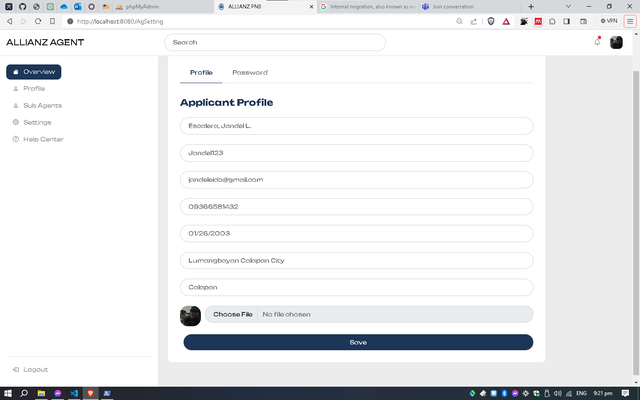 phpMyAdmin
ALLIANZ PNS
Internal migration, also known as c
Join conversation
http://localhost:8080/AgSetting
VPN
ALLIANZ AGENT
Search
Overview
Profile
Sub Agents
Settings
Help Center
Logout
Profile Password
Applicant Profile
Escalera, Jandel L.
Jandel123
jandeleido@gmail.com
09366581432
01/26/2003
Lumangbayan Calapan City
Calapan
Choose File No file chosen
Save
ENG 9:21 pm